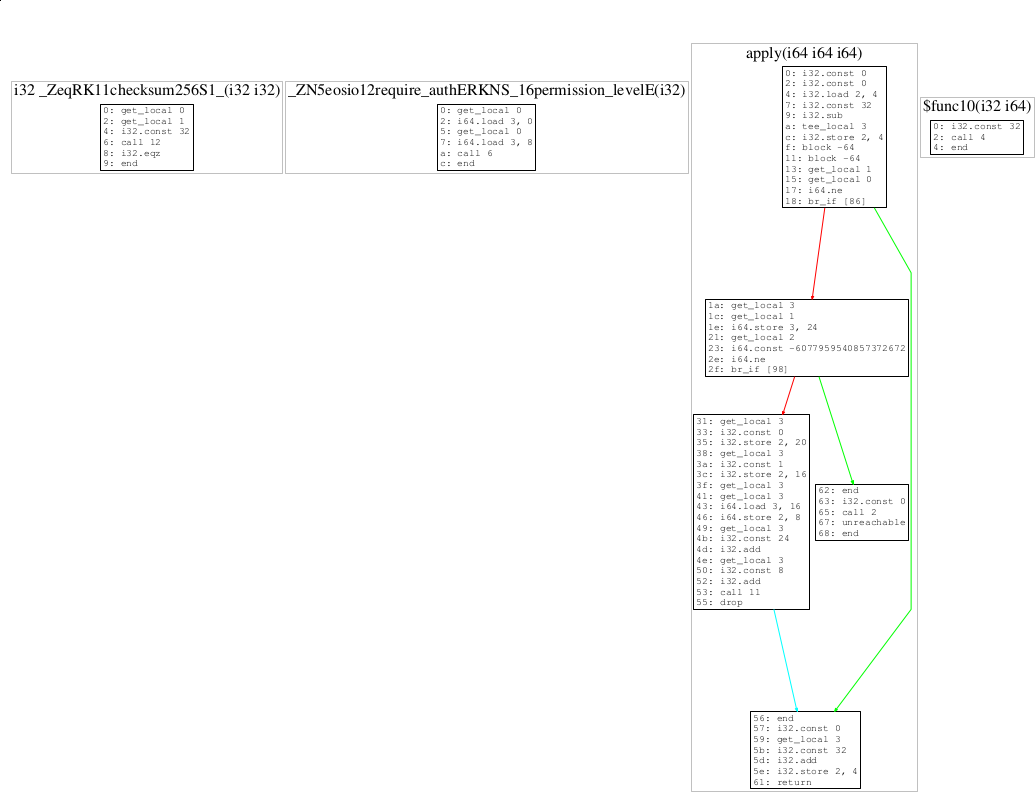 i32 _ZeqRK11checksum256S1_(i32 i32)
0: get_local 0
2: get_local 1
4: i32.const 32
6: call 12
8: i32.eqz
9: end
_ZN5eosio12require_authERKNS_16permission_levelE(i32)
0: get_local 0
2: i64.load 3, 0
5: get_local 0
7: i64.load 3, 8
a: call 6
c: end
apply(i64 i64 i64)
0: i32.const 0
2: i32.const 0
4: i32.load 2, 4
7: i32.const 32
9: i32.sub
a: tee_local 3
c: i32.store 2, 4
f: block -64
11: block -64
13: get_local 1
15: get_local 0
17: i64.ne
18: br_if [86]
1a: get_local 3
1c: get_local 1
1e: i64.store 3, 24
21: get_local 2
23: i64.const -6077959540857372672
2e: i64.ne
2f: br_if [98]
31: get_local 3
33: i32.const 0
35: i32.store 2, 20
38: get_local 3
3a: i32.const 1
3c: i32.store 2, 16
3f: get_local 3
41: get_local 3
43: i64.load 3, 16
46: i64.store 2, 8
49: get_local 3
4b: i32.const 24
4d: i32.add
4e: get_local 3
50: i32.const 8
52: i32.add
53: call 11
55: drop
62: end
63: i32.const 0
65: call 2
67: unreachable
68: end
56: end
57: i32.const 0
59: get_local 3
5b: i32.const 32
5d: i32.add
5e: i32.store 2, 4
61: return
$func10(i32 i64)
0: i32.const 32
2: call 4
4: end